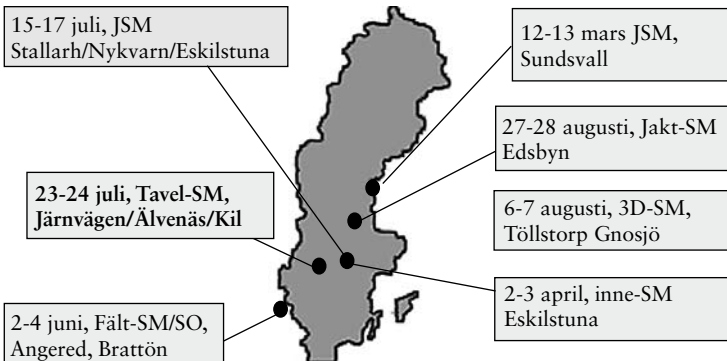 15-17 juli, JSM
Stallarh/Nykvarn/Eskilstuna
12-13 mars JSM,
Sundsvall
27-28 augusti, Jakt-SM
Edsbyn
23-24 juli, Tavel-SM,
Järnvägen/Älvenäs/Kil
6-7 augusti, 3D-SM,
Töllstorp Gnosjö
2-3 april, inne-SM
Eskilstuna
2-4 juni, Fält-SM/SO,
Angered, Brattön